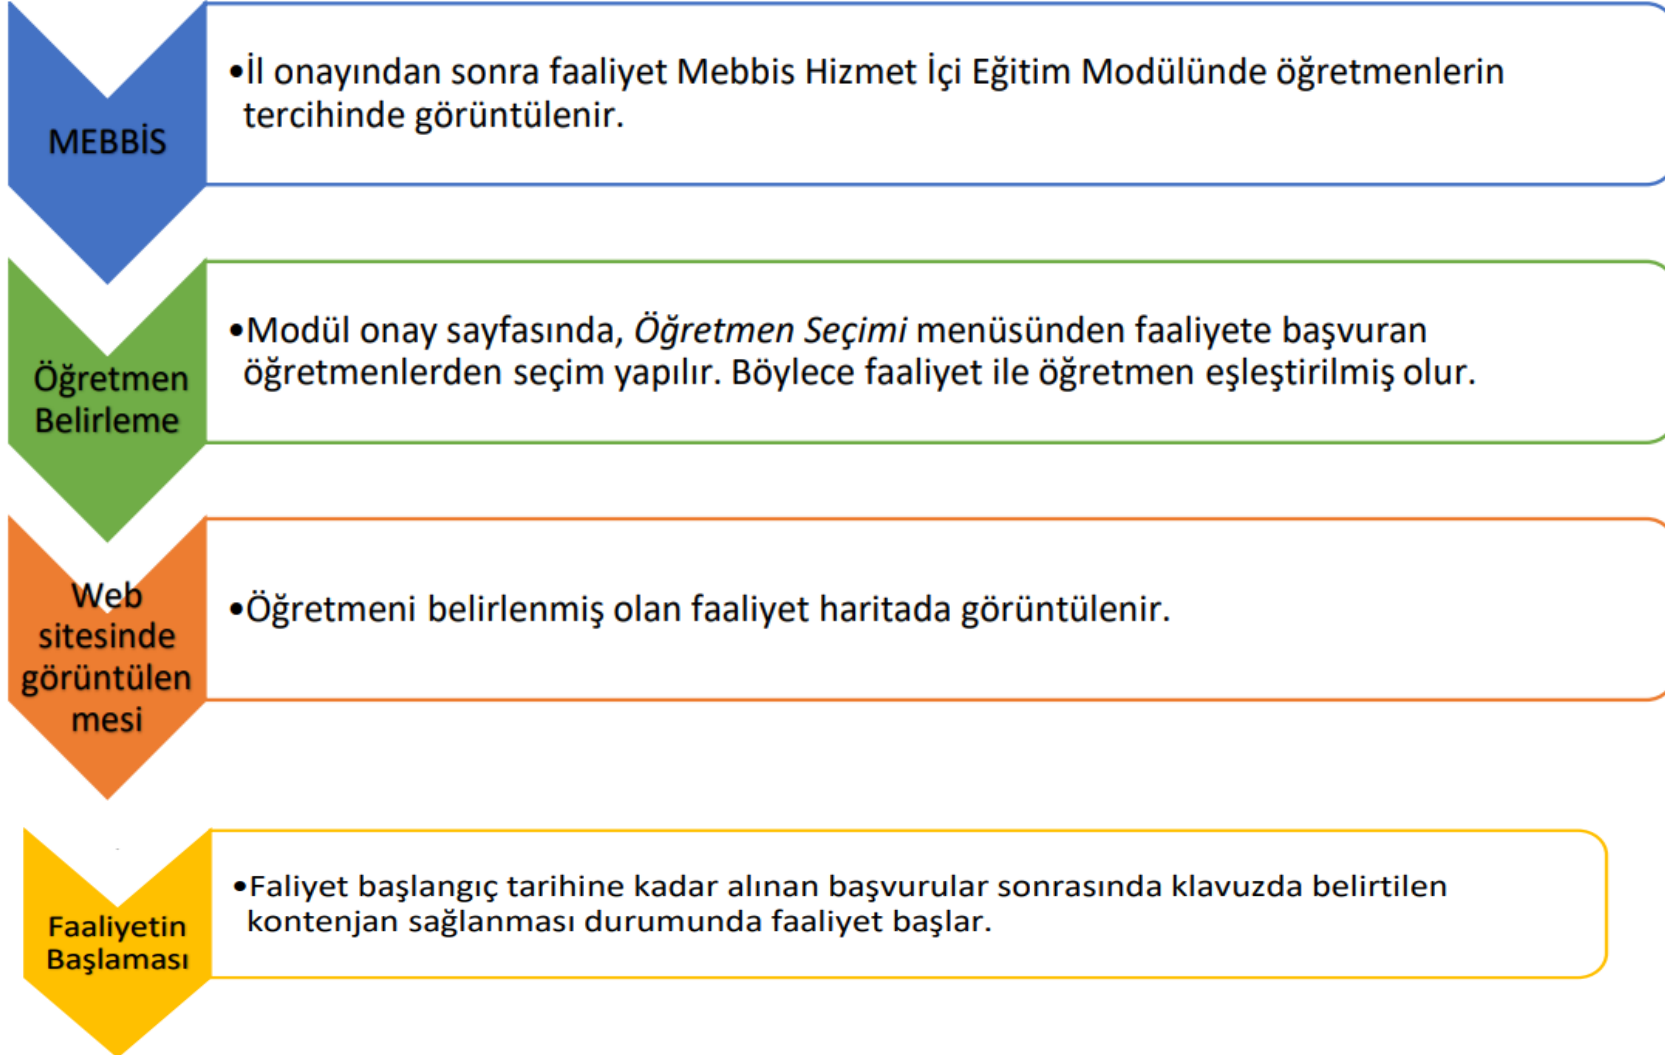 MEBBİS
•İl onayından sonra faaliyet Mebbis Hizmet İçi Eğitim Modülünde öğretmenlerin
tercihinde görüntülenir.
Öğretmen
Belirleme
•Modül onay sayfasında, Öğretmen Seçimi menüsünden faaliyete başvuran
öğretmenlerden seçim yapılır. Böylece faaliyet ile öğretmen eşleştirilmiş olur.
Web
sitesinde
görüntülen
mesi
•Öğretmeni belirlenmiş olan faaliyet haritada görüntülenir.
Faaliyetin
Başlaması
•Faliyet başlangıç tarihine kadar alınan başvurular sonrasında klavuzda belirtilen
kontenjan sağlanması durumunda faaliyet başlar.